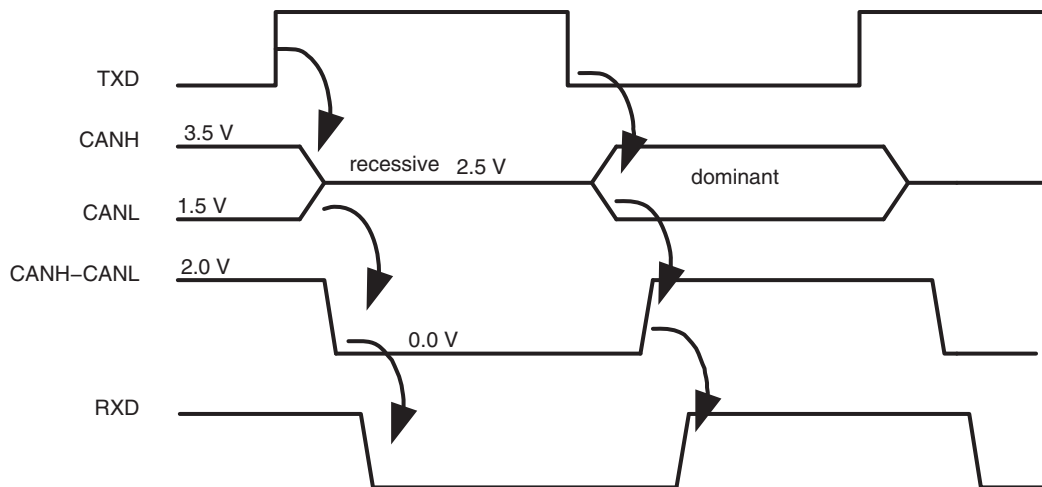 TXD
CANH 3.5 V
recessive 2.5 V
dominant
CANL 1.5 V
CANH−CANL 2.0 V
0.0 V
RXD